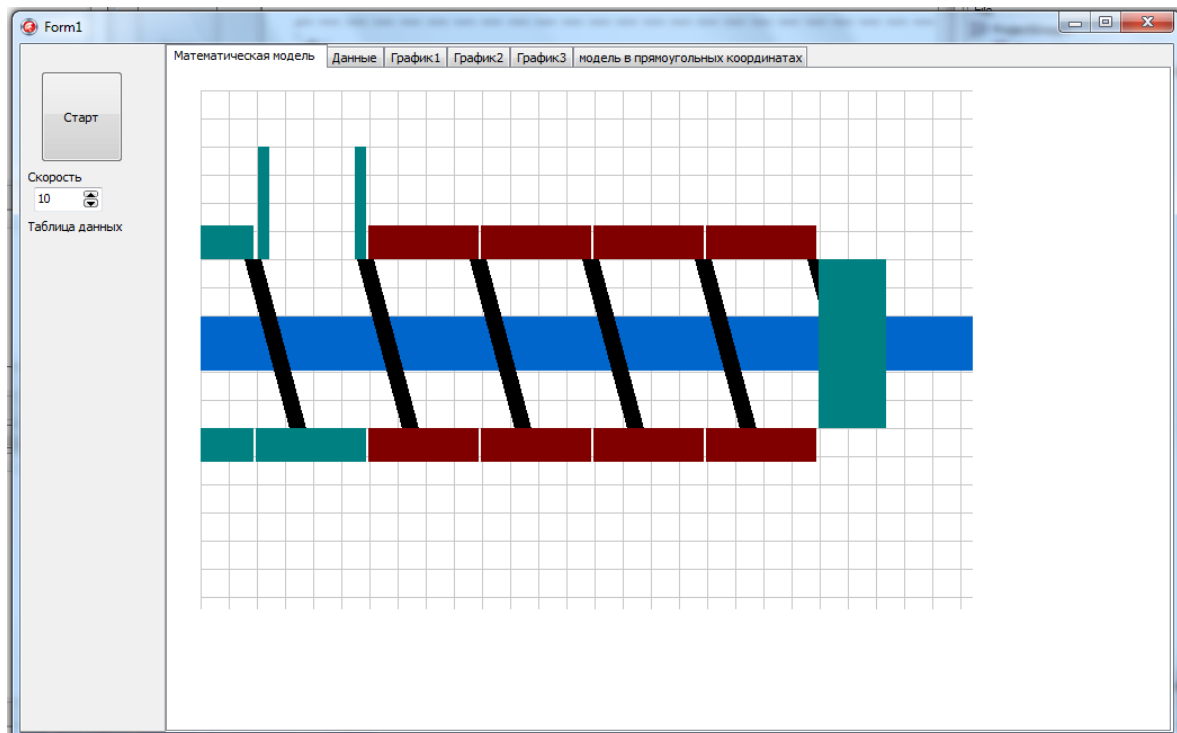 Form1
Математическая модель Данные График1 График2 График3 модель в прямоугольных координатах
Старт
Скорость
10
Таблица данных